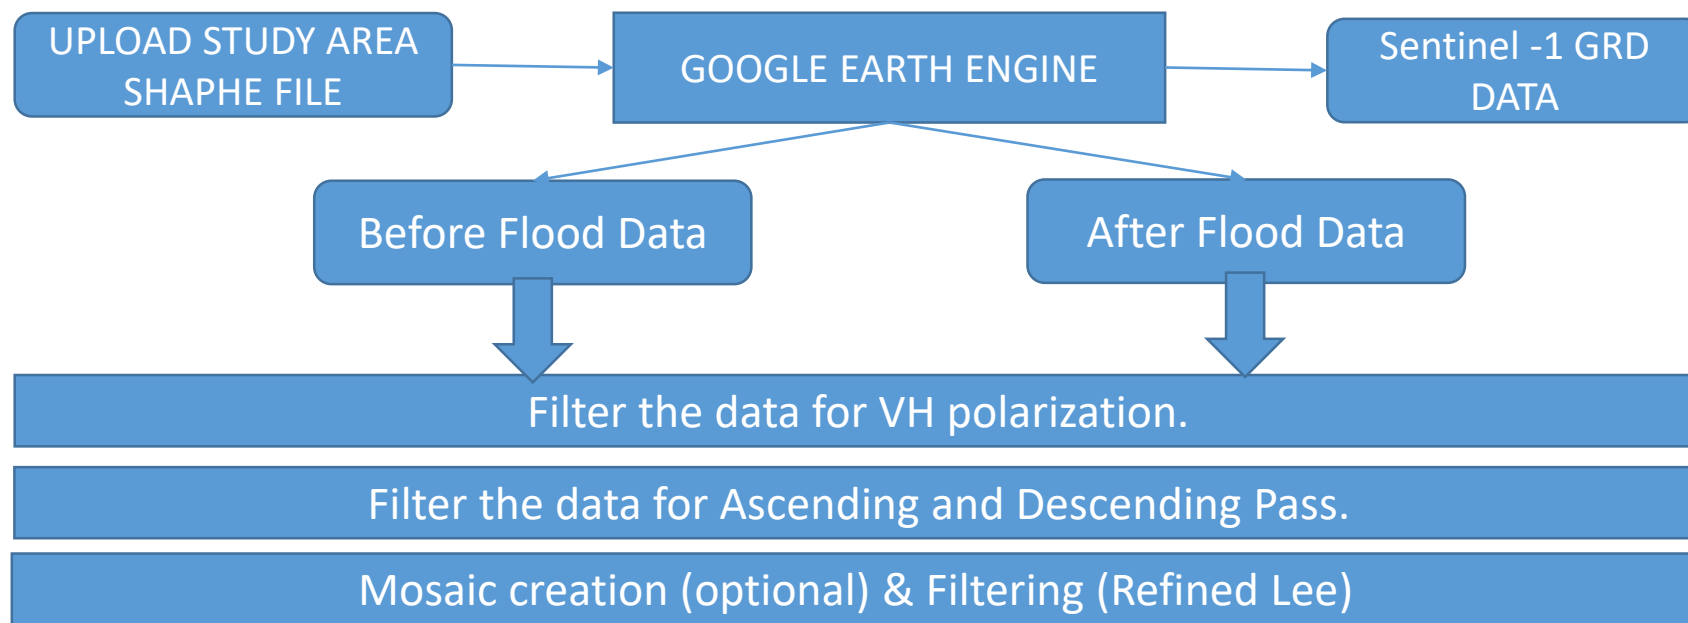 UPLOAD STUDY AREA
SHAPHE FILE
GOOGLE EARTH ENGINE
Sentinel -1 GRD
DATA
Before Flood Data
After Flood Data
Filter the data for VH polarization.
Filter the data for Ascending and Descending Pass.
Mosaic creation (optional) & Filtering (Refined Lee)